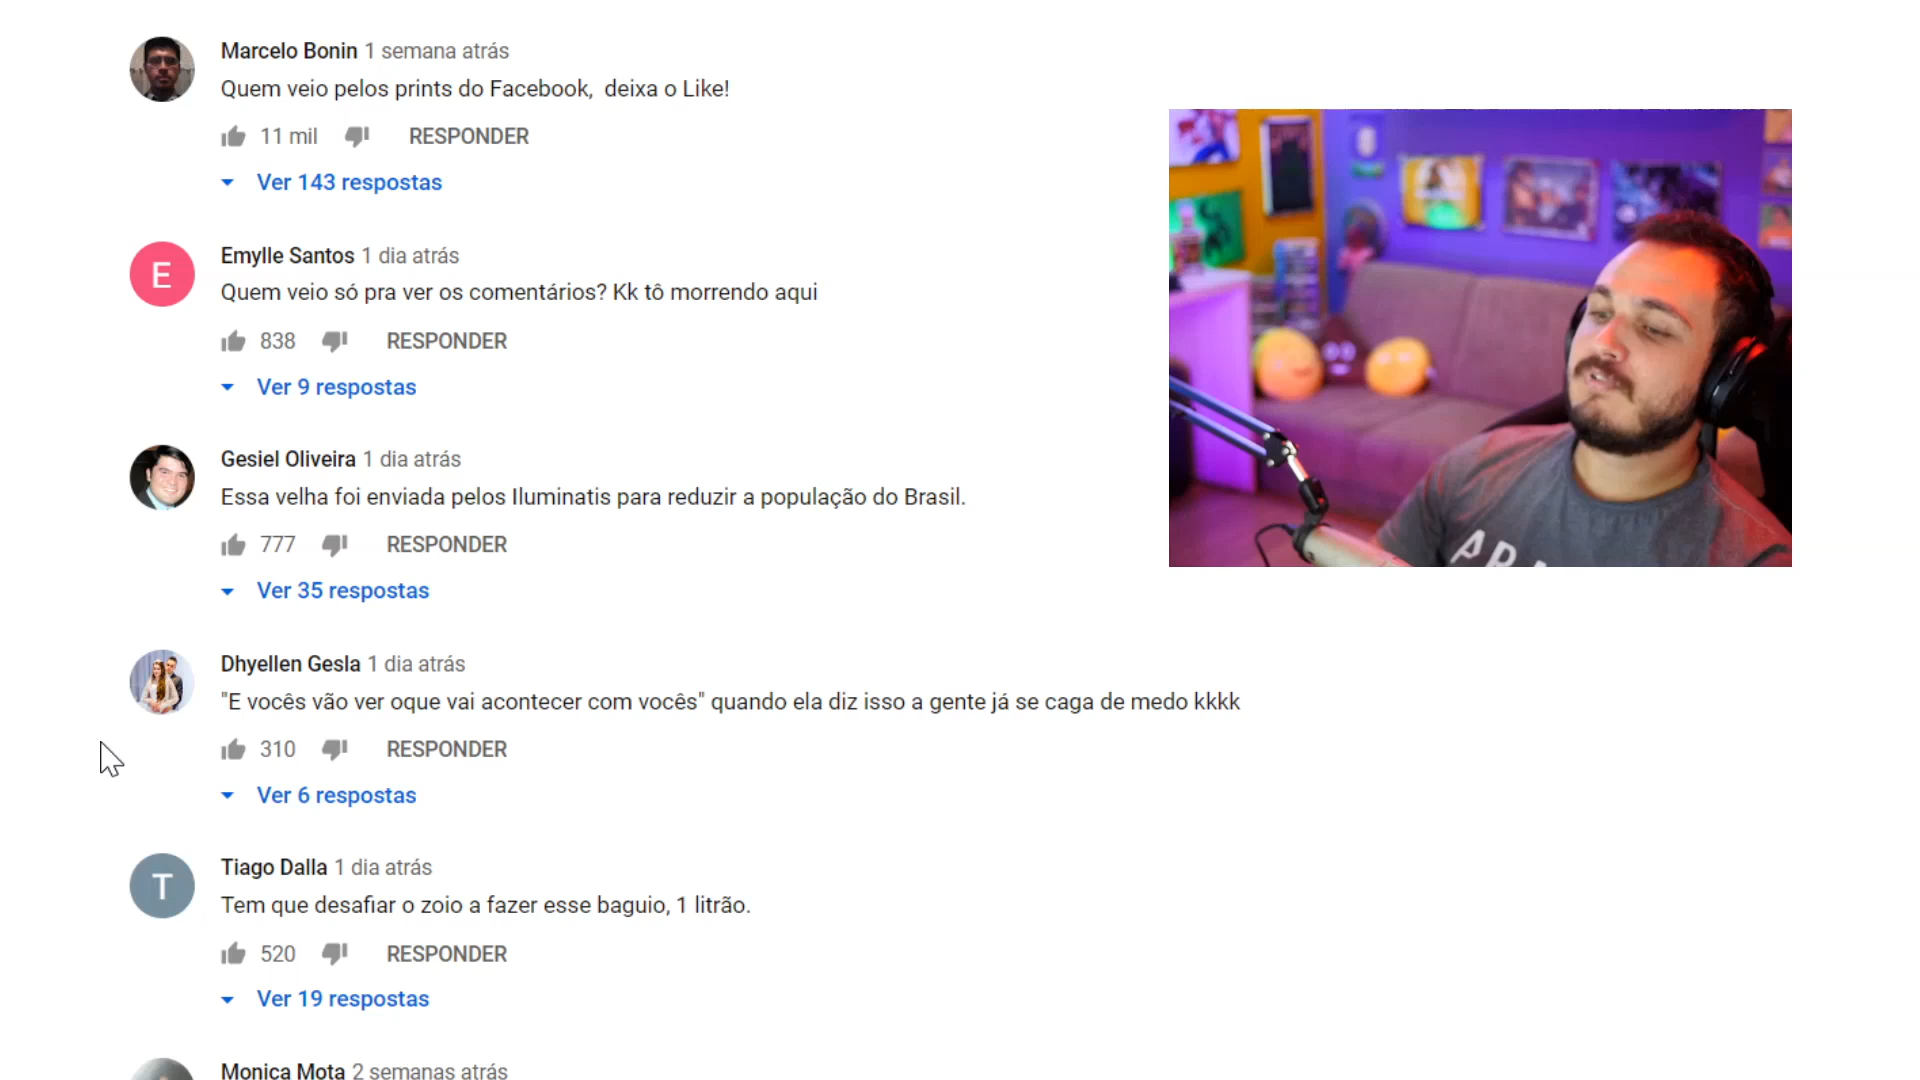 Marcelo Bonin 1 semana atrás
Quem veio pelos prints do Facebook,  deixa o Like!
11 mil RESPONDER
Ver 143 respostas
E
Emylle Santos 1 dia atrás
Quem veio só pra ver os comentários? Kk tô morrendo aqui
838 RESPONDER
Ver 9 respostas
Gesiel Oliveira 1 dia atrás
Essa velha foi enviada pelos Iluminatis para reduzir a população do Brasil.
777 RESPONDER
Ver 35 respostas
Dhyellen Gesla 1 dia atrás
"E vocês vão ver oque vai acontecer com vocês" quando ela diz isso a gente já se caga de medo kkkk
310 RESPONDER
Ver 6 respostas
T
Tiago Dalla 1 dia atrás
Tem que desafiar o zoio a fazer esse baguio, 1 litrão.
520 RESPONDER
Ver 19 respostas
Monica Mota 2 semanas atrás